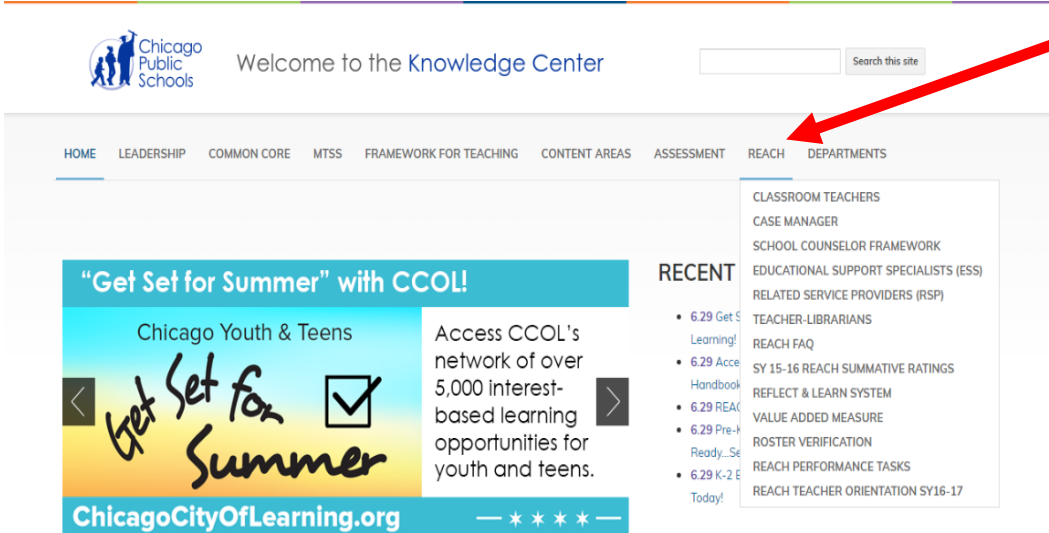 Chicago
Public
Schools
Welcome to the Knowledge Center
Search this site
HOME LEADERSHIP COMMON CORE MTSS FRAMEWORK FOR TEACHING CONTENT AREAS ASSESSMENT REACH DEPARTMENTS
CLASSROOM TEACHERS
CASE MANAGER
SCHOOL COUNSELOR FRAMEWORK
EDUCATIONAL SUPPORT SPECIALISTS (ESS)
RELATED SERVICE PROVIDERS (RSP)
TEACHER-LIBRARIANS
REACH FAQ
SY 15-16 REACH SUMMATIVE RATINGS
REFLECT & LEARN SYSTEM
VALUE ADDED MEASURE
ROSTER VERIFICATION
REACH PERFORMANCE TASKS
REACH TEACHER ORIENTATION SY16-17
"Get Set for Summer" with CCOL!
Chicago Youth & Teens
Get Set for
Summer
Access CCOL's
network of over
5,000 interest-
based learning
opportunities for
youth and teens.
ChicagoCityOfLearning.org
RECENT
6.29 Get
Learning!
6.29
Handbook
6.29
6.29
6.29 K-2
Today!